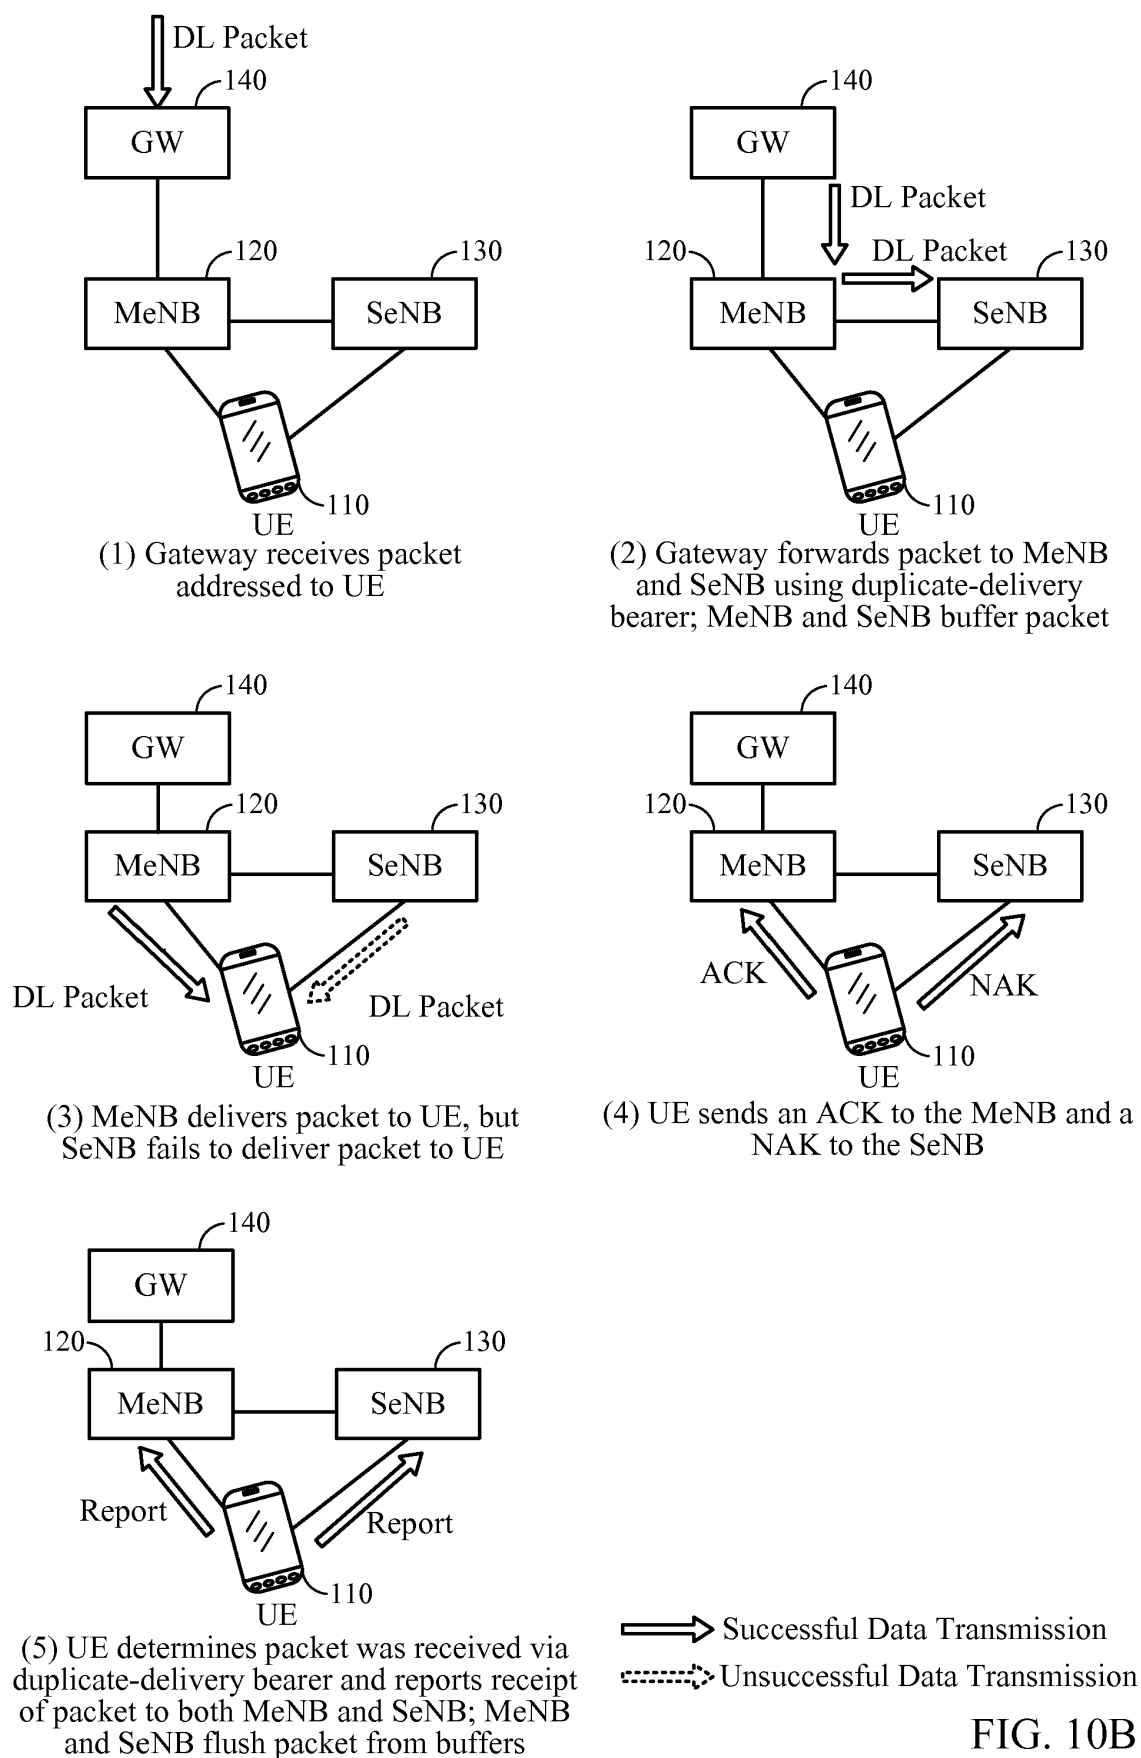 DL Packet
140
GW
120
130
MeNB
SeNB
110
UE
(1) Gateway receives packet
addressed to UE
140
GW
DL Packet
120
DL Packet
130
MeNB
SeNB
110
UE
(2) Gateway forwards packet to MeNB
and SeNB using duplicate-delivery
bearer; MeNB and SeNB buffer packet
140
GW
120
130
MeNB
SeNB
DL Packet
DL Packet
110
UE
(3) MeNB delivers packet to UE, but
SeNB fails to deliver packet to UE
140
GW
120
130
MeNB
SeNB
ACK
NAK
110
UE
(4) UE sends an ACK to the MeNB and a
NAK to the SeNB
140
GW
120
130
MeNB
SeNB
Report
Report
110
UE
(5) UE determines packet was received via
duplicate-delivery bearer and reports receipt
of packet to both MeNB and SeNB; MeNB
and SeNB flush packet from buffers
Successful Data Transmission
Unsuccessful Data Transmission
FIG. 10B